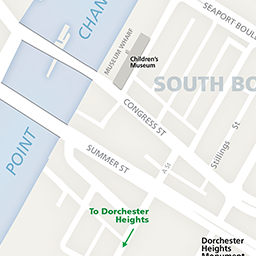 CHAN
SEAPORT BOUL
MUSEUM WHARF
Children's
Museum
SOUTH BO
CONGRESS ST
POINT
SUMMER ST
A St
Stillings St
To Dorchester
Heights
Dorchester
Heights
Monument